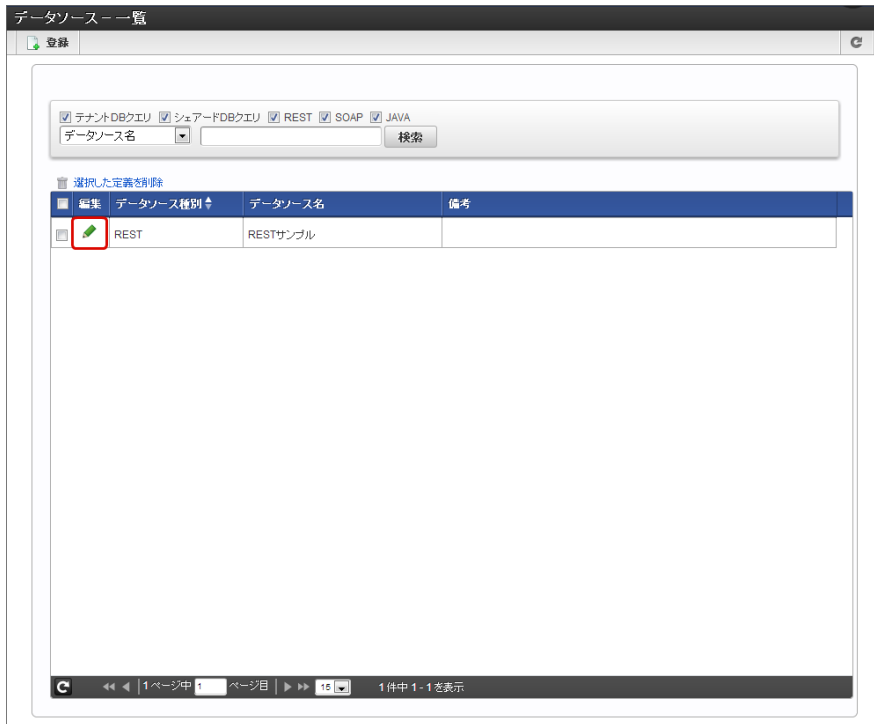 データソース - 一覧
登録
テナントDBクエリ シェアードDBクエリ REST SOAP JAVA
データソース名 検索
選択した定義を削除
編集 データソース種別 データソース名 備考
REST RESTサンプル
1ページ中 1 ページ目 15 1件中 1 - 1 を表示